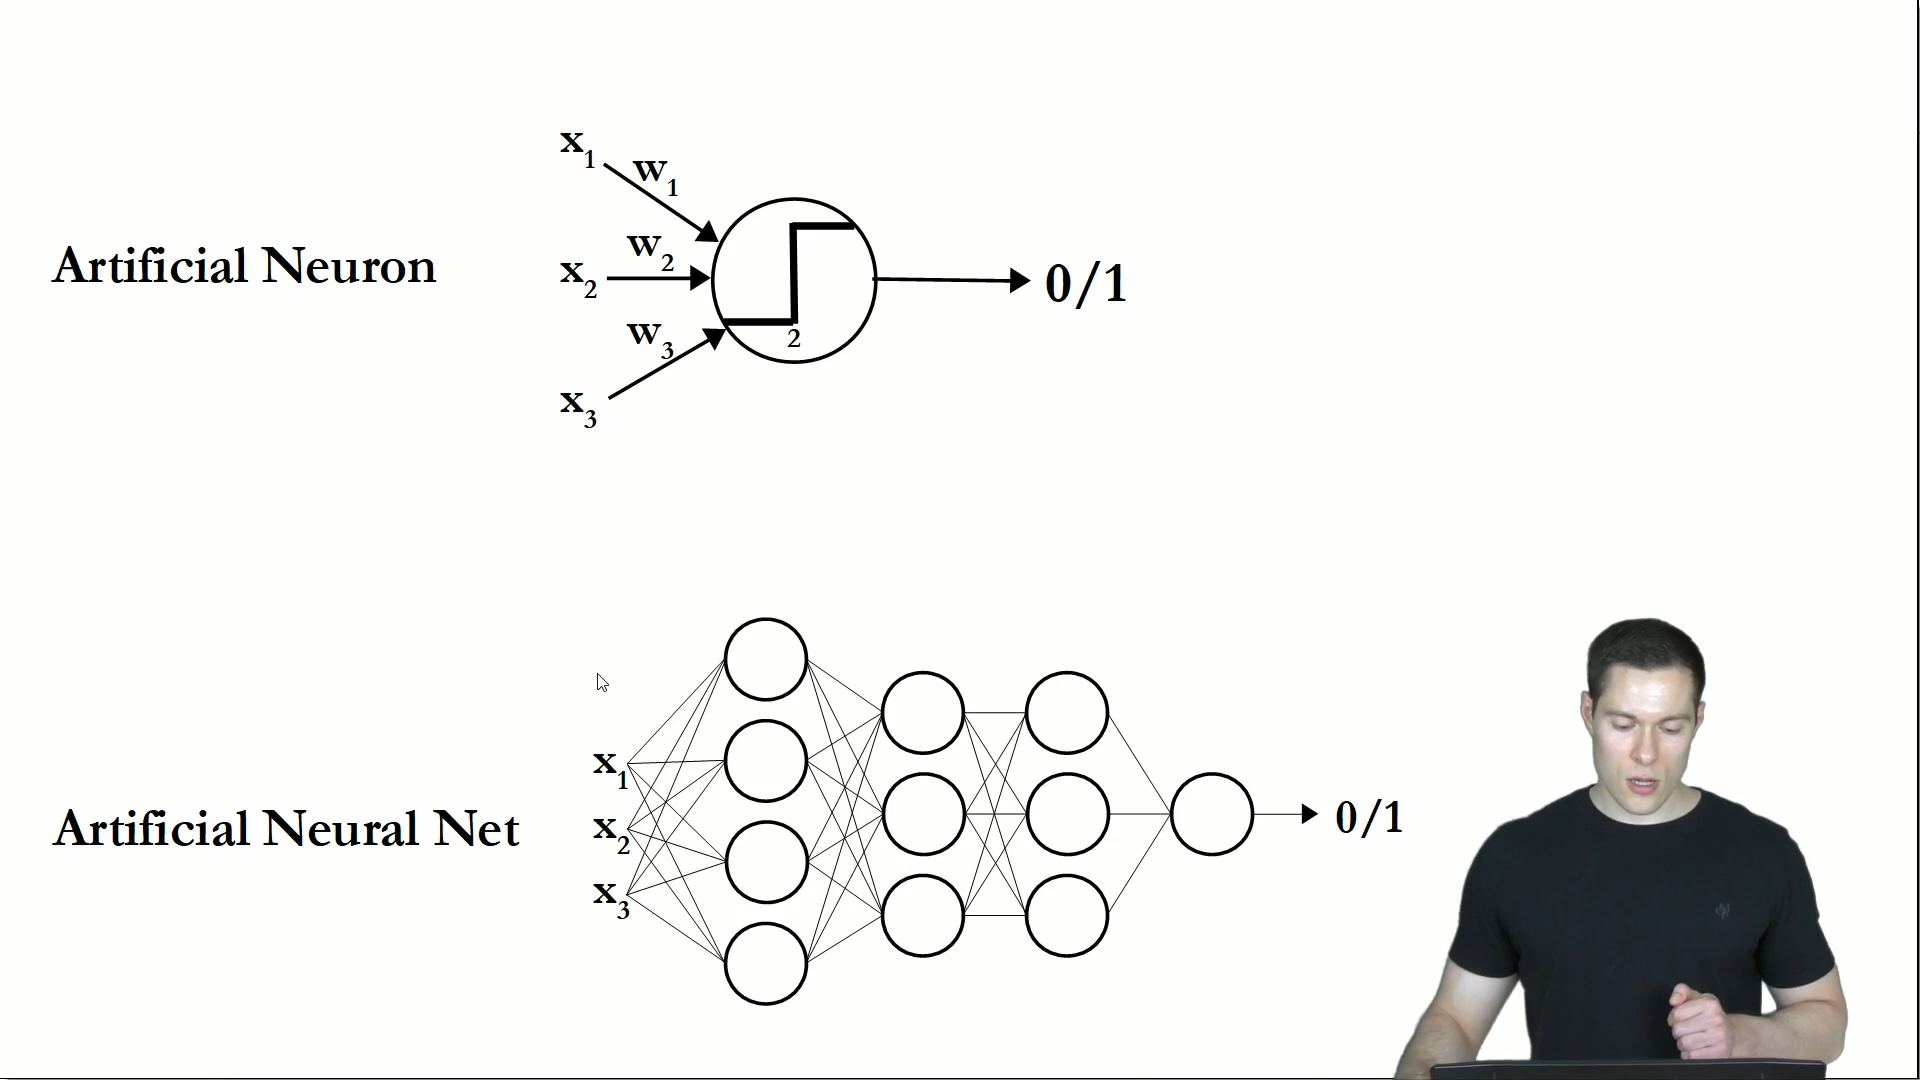 x1
w1
w2
Artificial Neuron
x2
0/1
w3
2
x3
x1
Artificial Neural Net
x2
0/1
x3